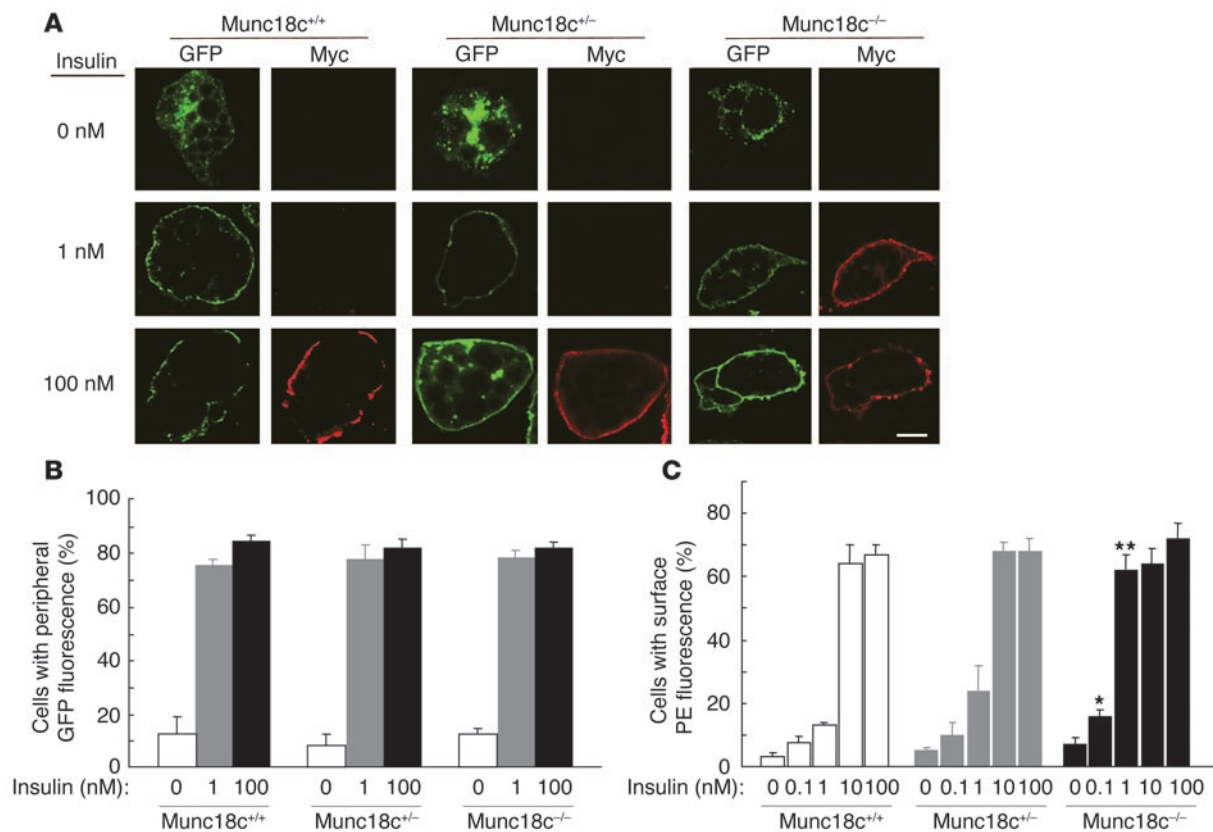 A
Munc18c+/+ Munc18c+/– Munc18c–/–
Insulin GFP Myc GFP Myc GFP Myc
0 nM
1 nM
100 nM
B
Cells with peripheral
GFP fluorescence (%)
100
80
60
40
20
0
Insulin (nM): 0 1 100 0 1 100 0 1 100
Munc18c+/+ Munc18c+/– Munc18c–/–
C
Cells with surface
PE fluorescence (%)
80
60
40
20
0
* **
Insulin (nM): 0 0.1 1 10 100 0 0.1 1 10 100 0 0.1 1 10 100
Munc18c+/+ Munc18c+/– Munc18c–/–